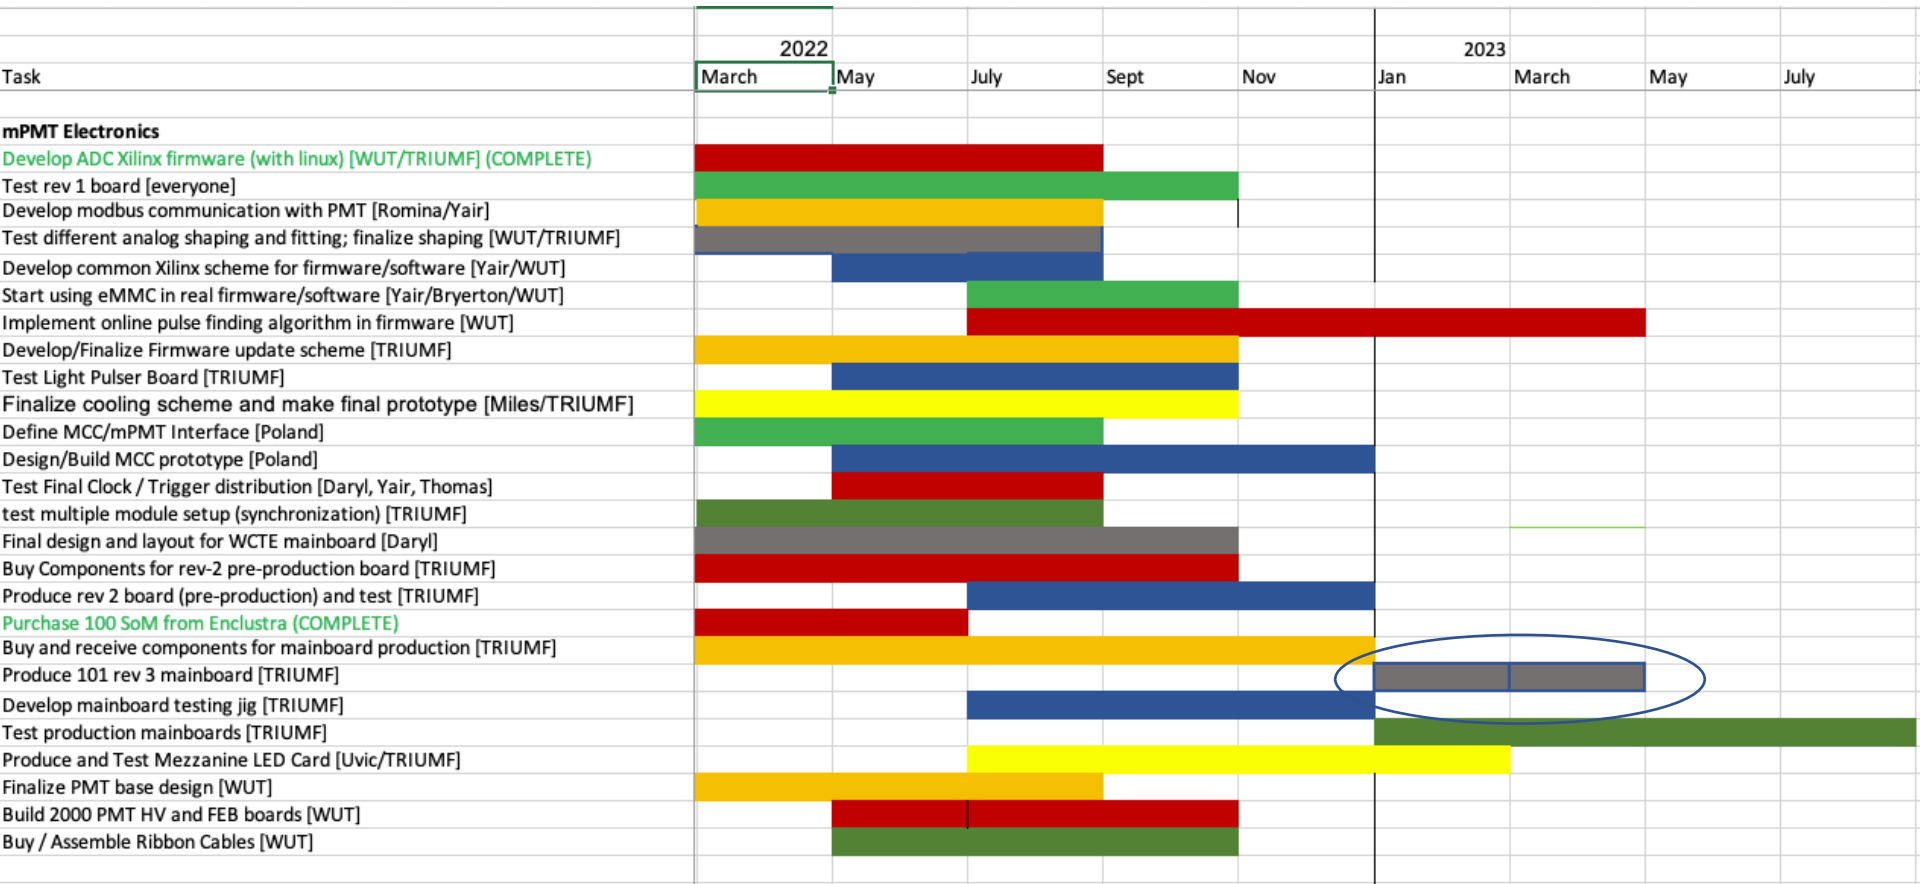 2022 2023
Task March May July Sept Nov Jan March May July
mPMT Electronics
Develop ADC Xilinx firmware (with linux) [WUT/TRIUMF] (COMPLETE)
Test rev 1 board [everyone]
Develop modbus communication with PMT [Romina/Yair]
Test different analog shaping and fitting; finalize shaping [WUT/TRIUMF]
Develop common Xilinx scheme for firmware/software [Yair/WUT]
Start using eMMC in real firmware/software [Yair/Bryerton/WUT]
Implement online pulse finding algorithm in firmware [WUT]
Develop/Finalize Firmware update scheme [TRIUMF]
Test Light Pulser Board [TRIUMF]
Finalize cooling scheme and make final prototype [Miles/TRIUMF]
Define MCC/mPMT Interface [Poland]
Design/Build MCC prototype [Poland]
Test Final Clock / Trigger distribution [Daryl, Yair, Thomas]
test multiple module setup (synchronization) [TRIUMF]
Final design and layout for WCTE mainboard [Daryl]
Buy Components for rev-2 pre-production board [TRIUMF]
Produce rev 2 board (pre-production) and test [TRIUMF]
Purchase 100 SoM from Enclustra (COMPLETE)
Buy and receive components for mainboard production [TRIUMF]
Produce 101 rev 3 mainboard [TRIUMF]
Develop mainboard testing jig [TRIUMF]
Test production mainboards [TRIUMF]
Produce and Test Mezzanine LED Card [Uvic/TRIUMF]
Finalize PMT base design [WUT]
Build 2000 PMT HV and FEB boards [WUT]
Buy / Assemble Ribbon Cables [WUT]